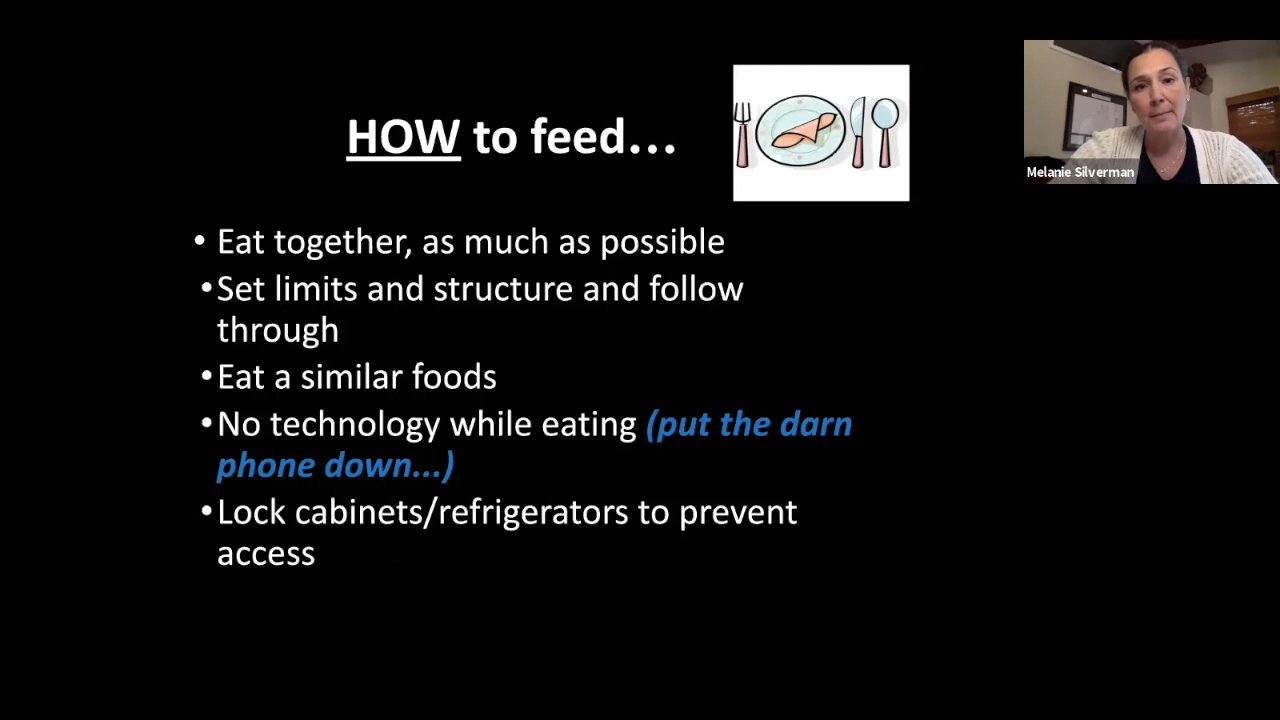 HOW to feed...
Melanie Silverman
• Eat together, as much as possible
• Set limits and structure and follow
through
• Eat a similar foods
• No technology while eating (put the darn
phone down...)
• Lock cabinets/refrigerators to prevent
access